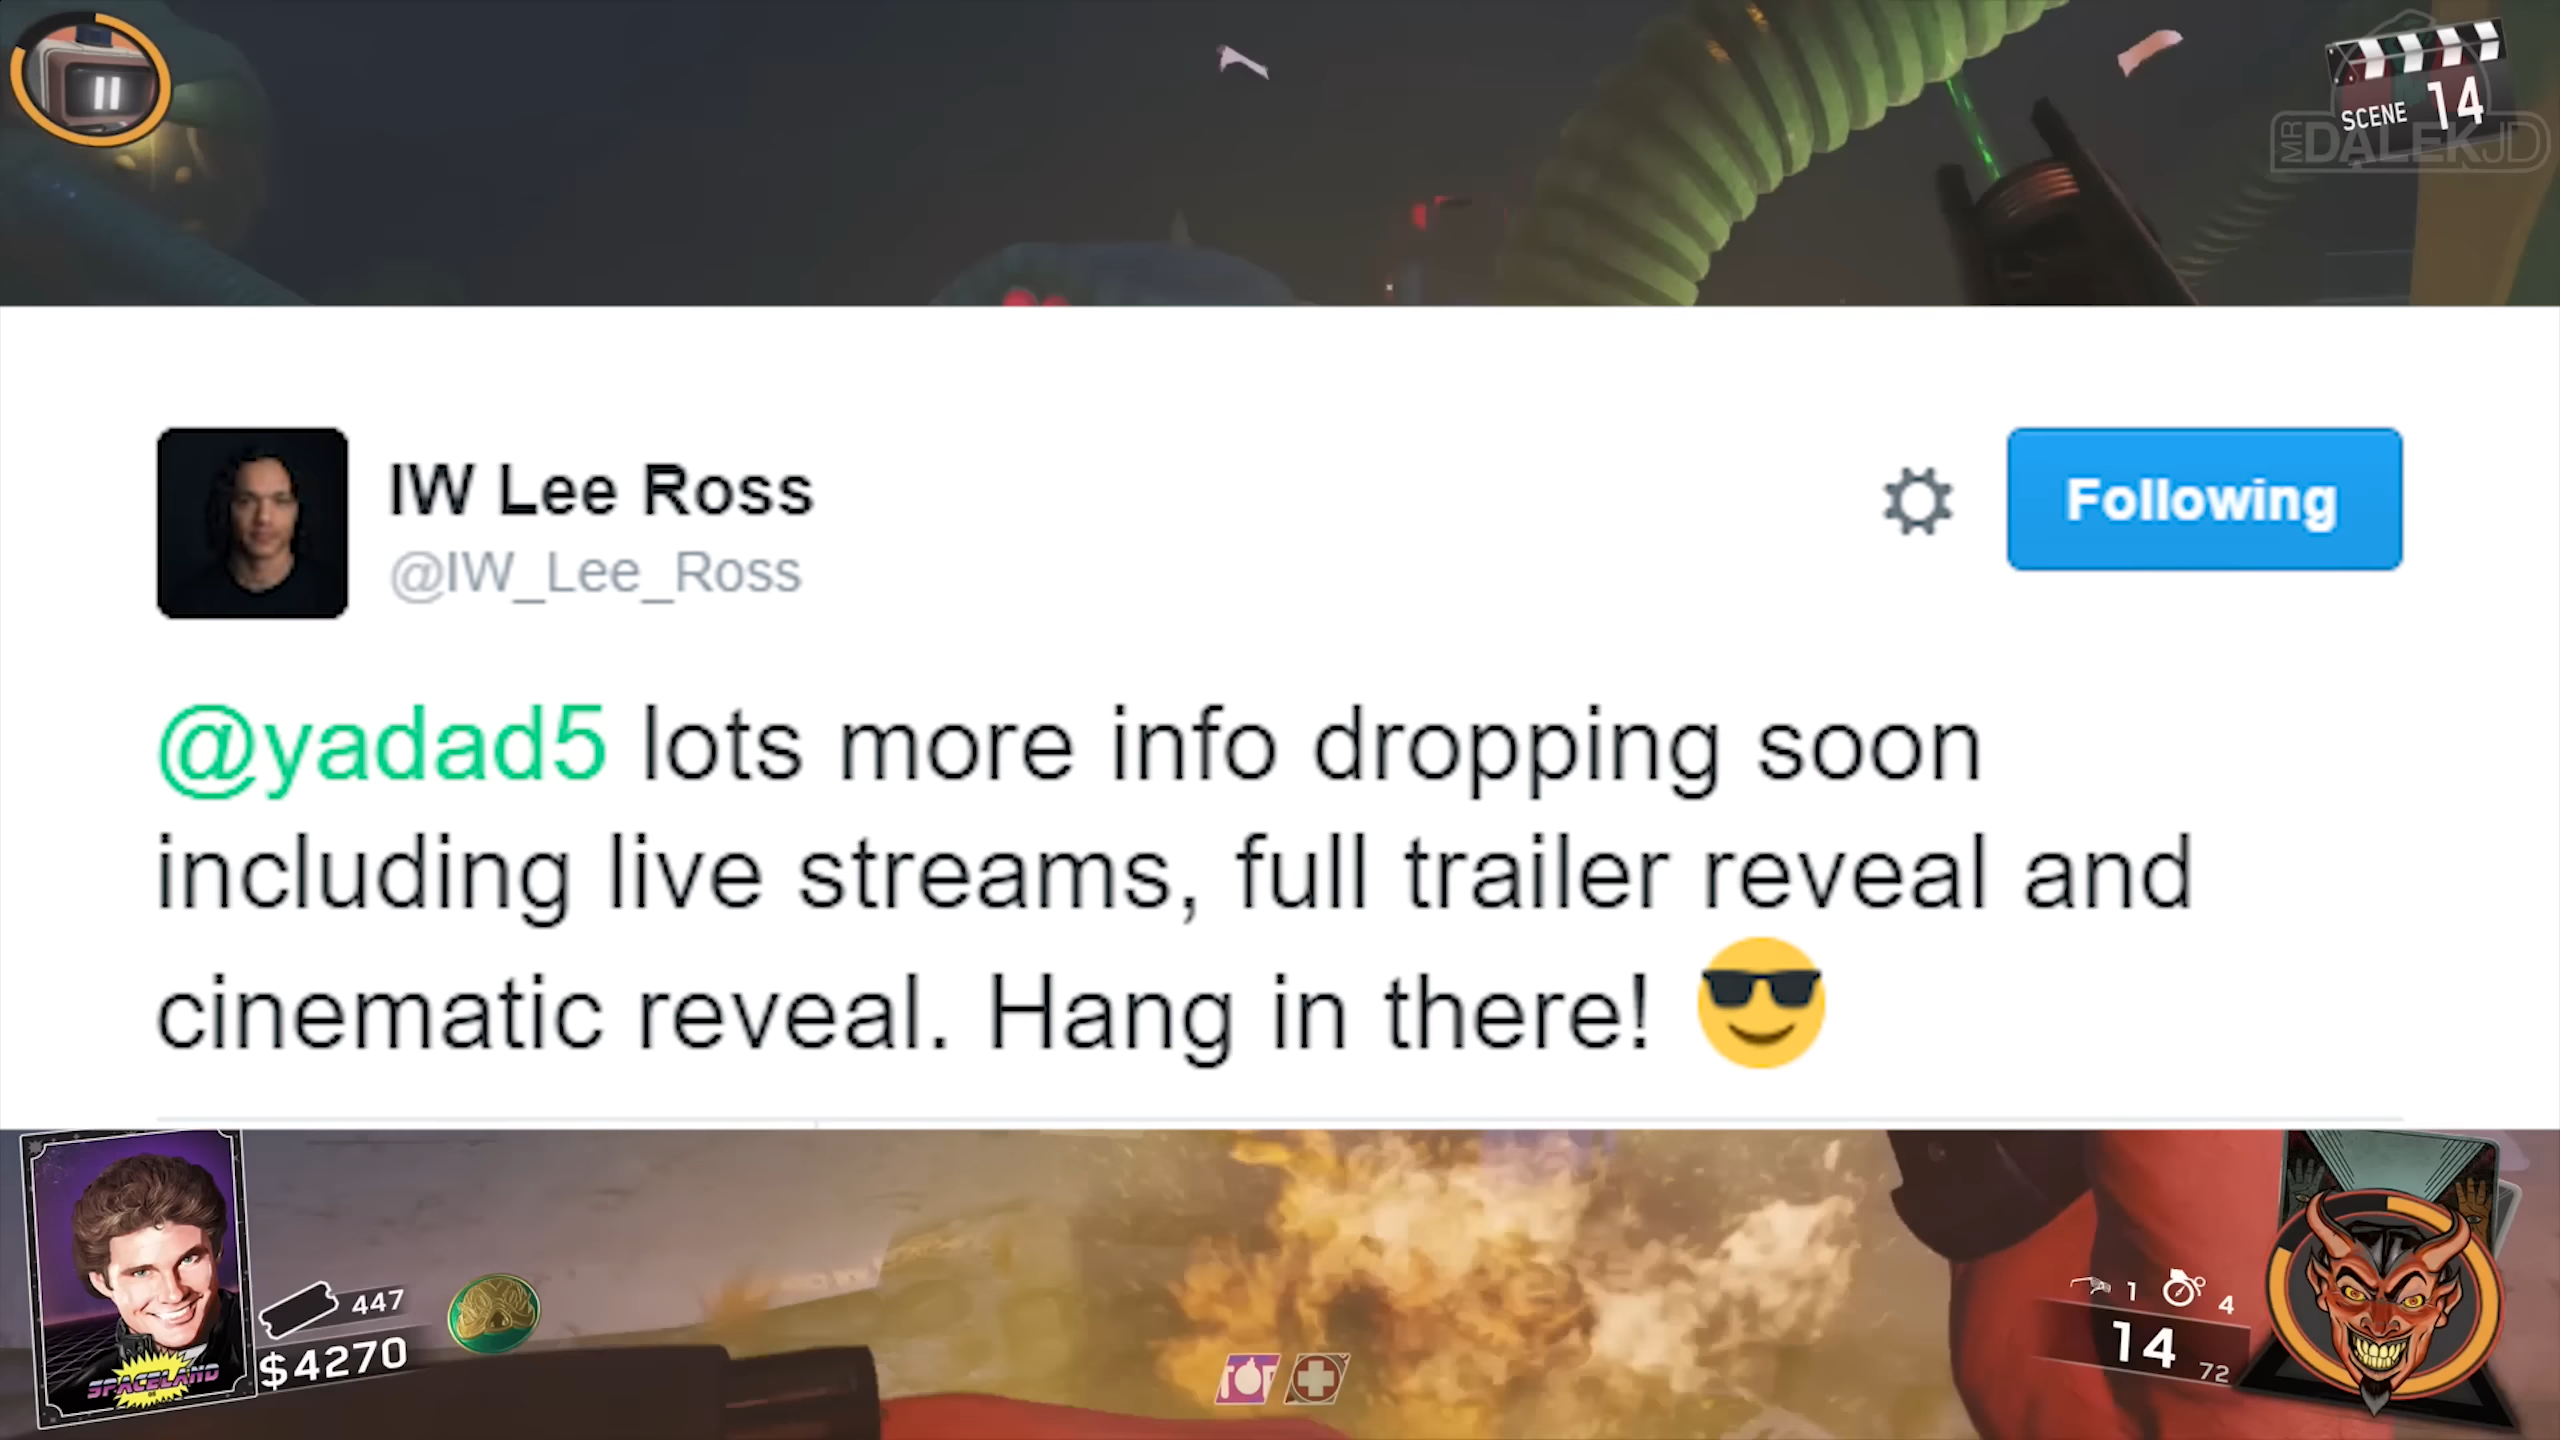 SCENE 14
MR DALEKJD
IW Lee Ross
@IW_Lee_Ross
Following
@yadad5 lots more info dropping soon
including live streams, full trailer reveal and
cinematic reveal. Hang in there! 😎
447
$4270
SPACELAND
1 4
14 72